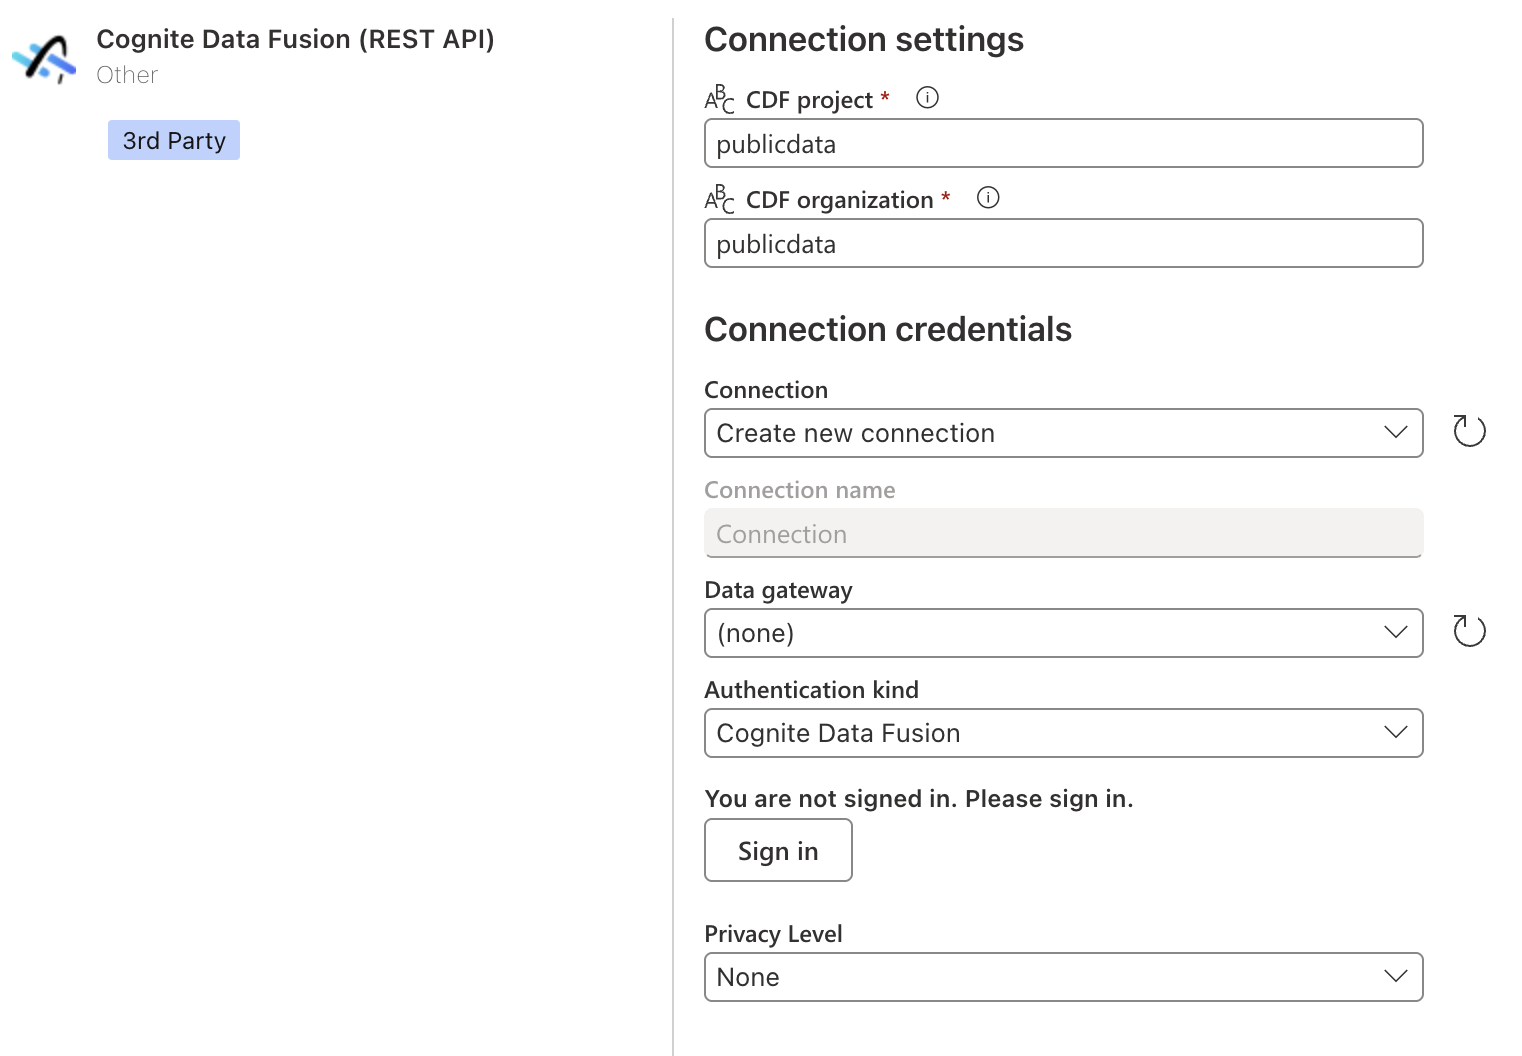 Cognite Data Fusion (REST API)
Other
3rd Party
Connection settings
ABC CDF project *
publicdata
ABC CDF organization *
publicdata
Connection credentials
Connection
Create new connection
Connection name
Connection
Data gateway
(none)
Authentication kind
Cognite Data Fusion
You are not signed in. Please sign in.
Sign in
Privacy Level
None